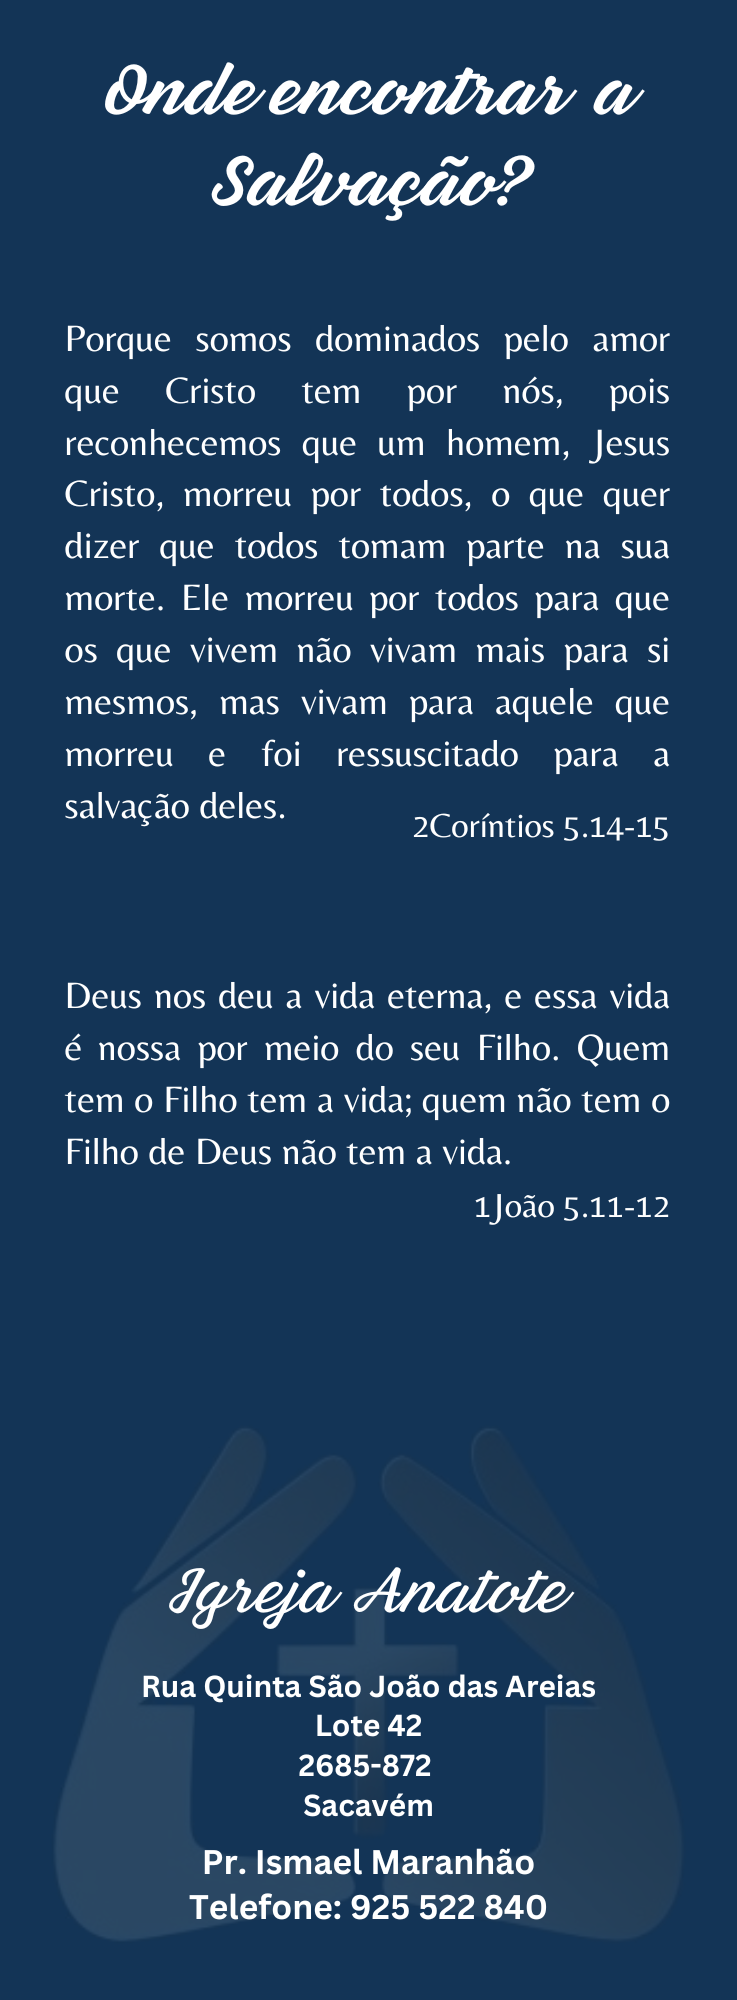 Onde encontrar a
Salvação?
Porque somos dominados pelo amor
que Cristo tem por nós, pois
reconhecemos que um homem, Jesus
Cristo, morreu por todos, o que quer
dizer que todos tomam parte na sua
morte. Ele morreu por todos para que
os que vivem não vivam mais para si
mesmos, mas vivam para aquele que
morreu e foi ressuscitado para a
salvação deles.
2Coríntios 5.14-15
Deus nos deu a vida eterna, e essa vida
é nossa por meio do seu Filho. Quem
tem o Filho tem a vida; quem não tem o
Filho de Deus não tem a vida.
1João 5.11-12
Igreja Anatote
Rua Quinta São João das Areias
Lote 42
2685-872
Sacavém
Pr. Ismael Maranhão
Telefone: 925 522 840